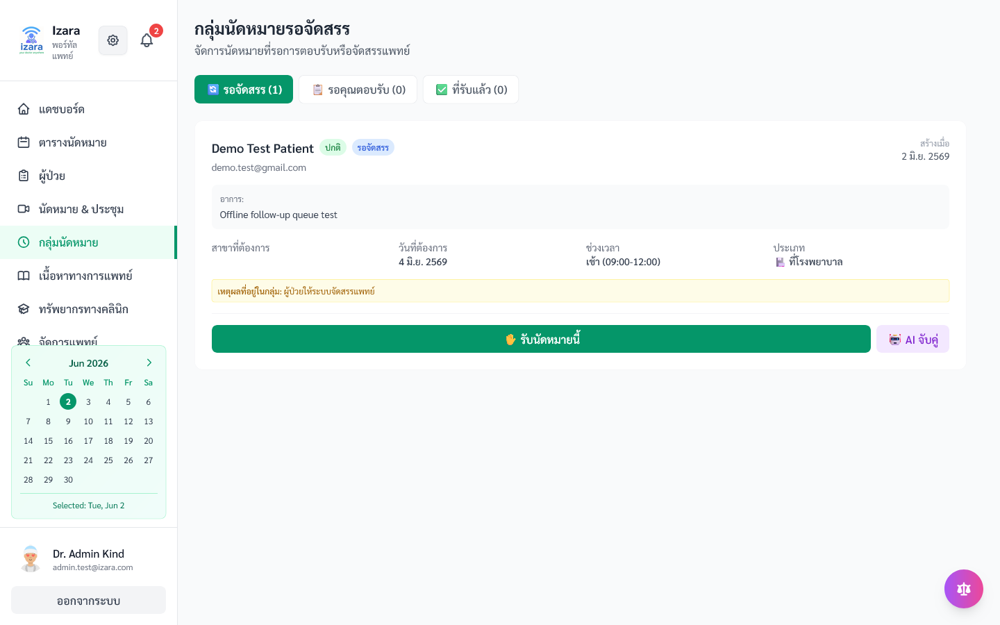 izara
your doctor anywhere
Izara
พอร์ทัล
แพทย์
2
แดชบอร์ด
ตารางนัดหมาย
ผู้ป่วย
นัดหมาย & ประชุม
กลุ่มนัดหมาย
เนื้อหาทางการแพทย์
ทรัพยากรทางคลินิก
จัดการแพทย์
Jun 2026
Su Mo Tu We Th Fr Sa
1 2 3 4 5 6
7 8 9 10 11 12 13
14 15 16 17 18 19 20
21 22 23 24 25 26 27
28 29 30
Selected: Tue, Jun 2
Dr. Admin Kind
admin.test@izara.com
ออกจากระบบ
กลุ่มนัดหมายรอจัดสรร
จัดการนัดหมายที่รอการตอบรับหรือจัดสรรแพทย์
รอจัดสรร (1)
รอคุณตอบรับ (0)
ที่รับแล้ว (0)
Demo Test Patient ปกติ รอจัดสรร
demo.test@gmail.com
สร้างเมื่อ
2 มิ.ย. 2569
อาการ:
Offline follow-up queue test
สาขาที่ต้องการ
วันที่ต้องการ
4 มิ.ย. 2569
ช่วงเวลา
เช้า (09:00-12:00)
ประเภท
ที่โรงพยาบาล
เหตุผลที่อยู่ในกลุ่ม: ผู้ป่วยให้ระบบจัดสรรแพทย์
รับนัดหมายนี้
AI จับคู่